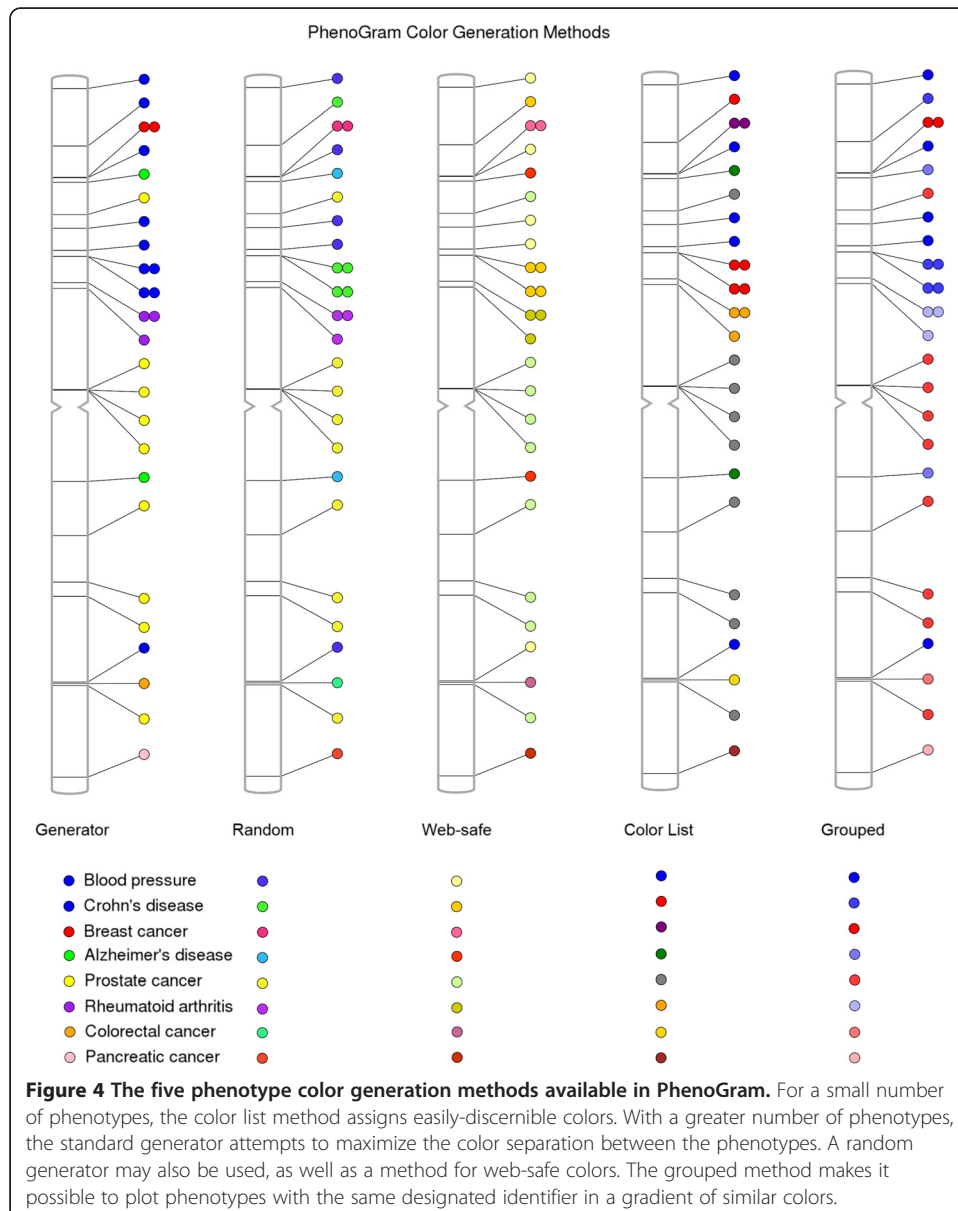 PhenoGram Color Generation Methods
Generator
Random
Web-safe
Color List
Grouped
Blood pressure
Crohn's disease
Breast cancer
Alzheimer's disease
Prostate cancer
Rheumatoid arthritis
Colorectal cancer
Pancreatic cancer
Figure 4 The five phenotype color generation methods available in PhenoGram. For a small number
of phenotypes, the color list method assigns easily-discernible colors. With a greater number of phenotypes,
the standard generator attempts to maximize the color separation between the phenotypes. A random
generator may also be used, as well as a method for web-safe colors. The grouped method makes it
possible to plot phenotypes with the same designated identifier in a gradient of similar colors.